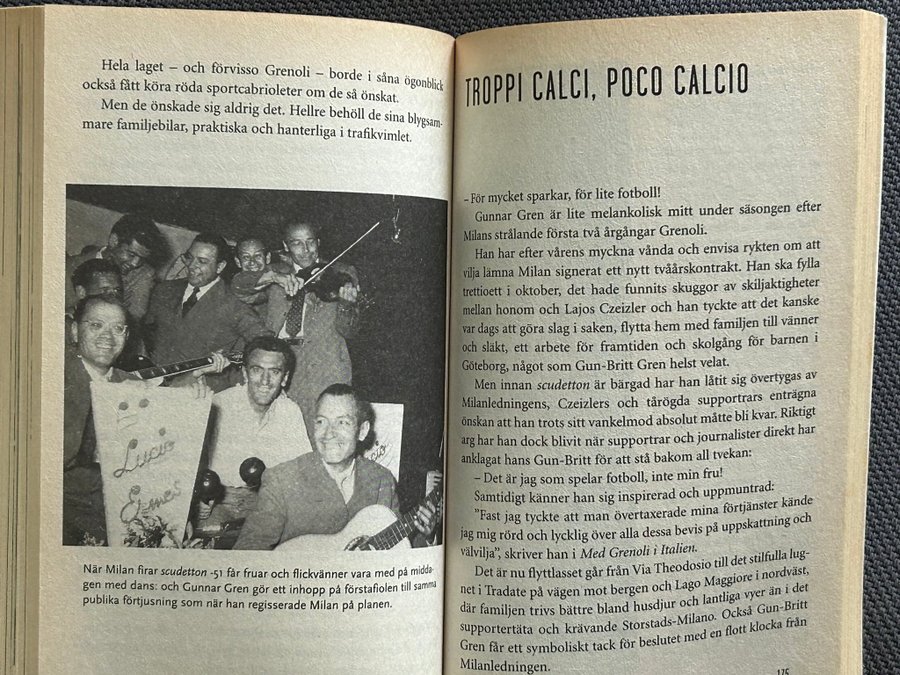 Hela laget – och förvisso Grenoli – borde i såna ögonblick
också fått köra röda sportcabrioleter om de så önskat.
Men de önskade sig aldrig det. Hellre behöll de sina blygsam-
mare familjebilar, praktiska och hanterliga i trafikvimlet.
Lucio
När Milan firar scudetton -51 får fruar och flickvänner vara med på midda-
gen med dans: och Gunnar Gren gör ett inhopp på förstafiolen till samma
publika förtjusning som när han regisserade Milan på planen.
TROPPI CALCI, POCO CALCIO
– För mycket sparkar, för lite fotboll!
Gunnar Gren är lite melankolisk mitt under säsongen efter
Milans strålande första två årgångar Grenoli.
Han har efter vårens myckna vånda och envisa rykten om att
vilja lämna Milan signerat ett nytt tvåårskontrakt. Han ska fylla
trettioett i oktober, det hade funnits skuggor av skiljaktigheter
mellan honom och Lajos Czeizler och han tyckte att det kanske
var dags att göra slag i saken, flytta hem med familjen till vänner
och släkt, ett arbete för framtiden och skolgång för barnen i
Göteborg, något som Gun-Britt Gren helst velat.
Men innan scudetton är bärgad har han låtit sig övertygas av
Milanledningens, Czeizlers och tårögda supportrars enträgna
önskan att han trots sitt vankelmod absolut måtte bli kvar. Riktigt
arg har han dock blivit när supportrar och journalister direkt har
anklagat hans Gun-Britt för att stå bakom all tvekan:
– Det är jag som spelar fotboll, inte min fru!
Samtidigt känner han sig inspirerad och uppmuntrad:
”Fast jag tyckte att man övertaxerade mina förtjänster kände
jag mig rörd och lycklig över alla dessa bevis på uppskattning och
välvilja”, skriver han i Med Grenoli i Italien.
Det är nu flyttlasset går från Via Theodosio till det stilfulla lug-
net i Tradate på vägen mot bergen och Lago Maggiore i nordväst,
där familjen trivs bättre bland husdjur och lantliga vyer än i det
supportertäta och krävande Storstads-Milano. Också Gun-Britt
Gren får ett symboliskt tack för beslutet med en flott klocka från
Milanledningen.
175